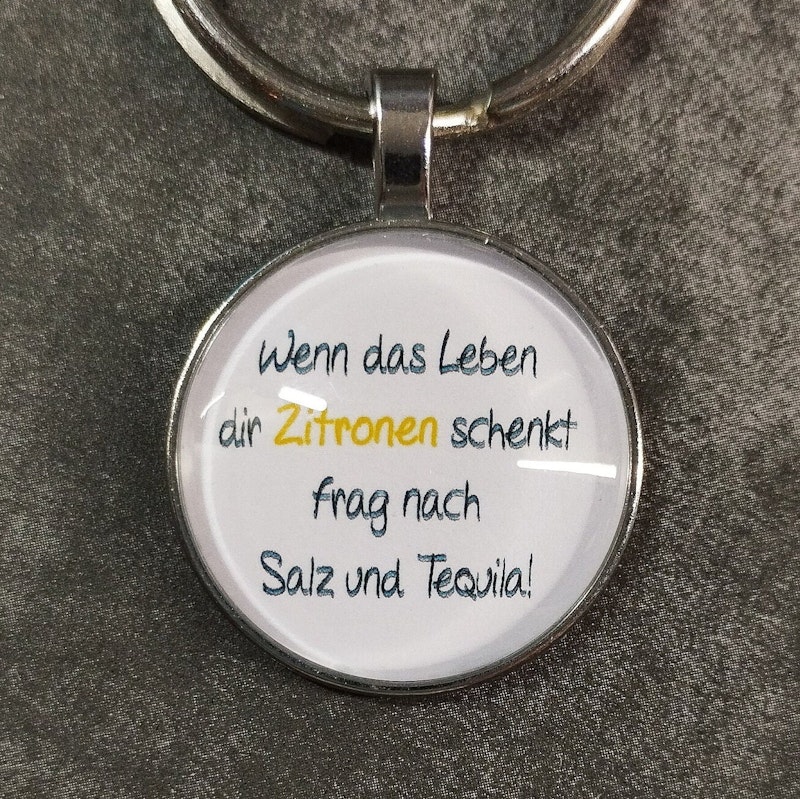 Wenn das Leben
dir Zitronen schenkt
frag nach
Salz und Tequila!